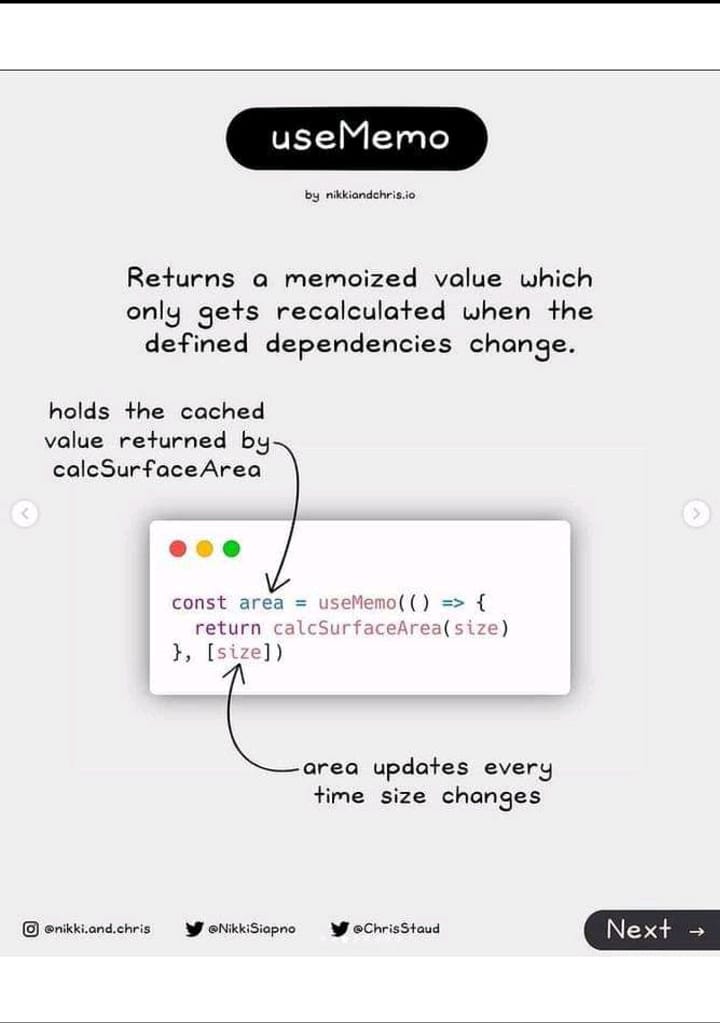 useMemo
by nikkiandchris.io
Returns a memoized value which
only gets recalculated when the
defined dependencies change.
holds the cached
value returned by
calcSurfaceArea
const area = useMemo(() => {
  return calcSurfaceArea(size)
}, [size])
area updates every
time size changes
@nikki.and.chris @NikkiSiapno @ChrisStaud
Next →